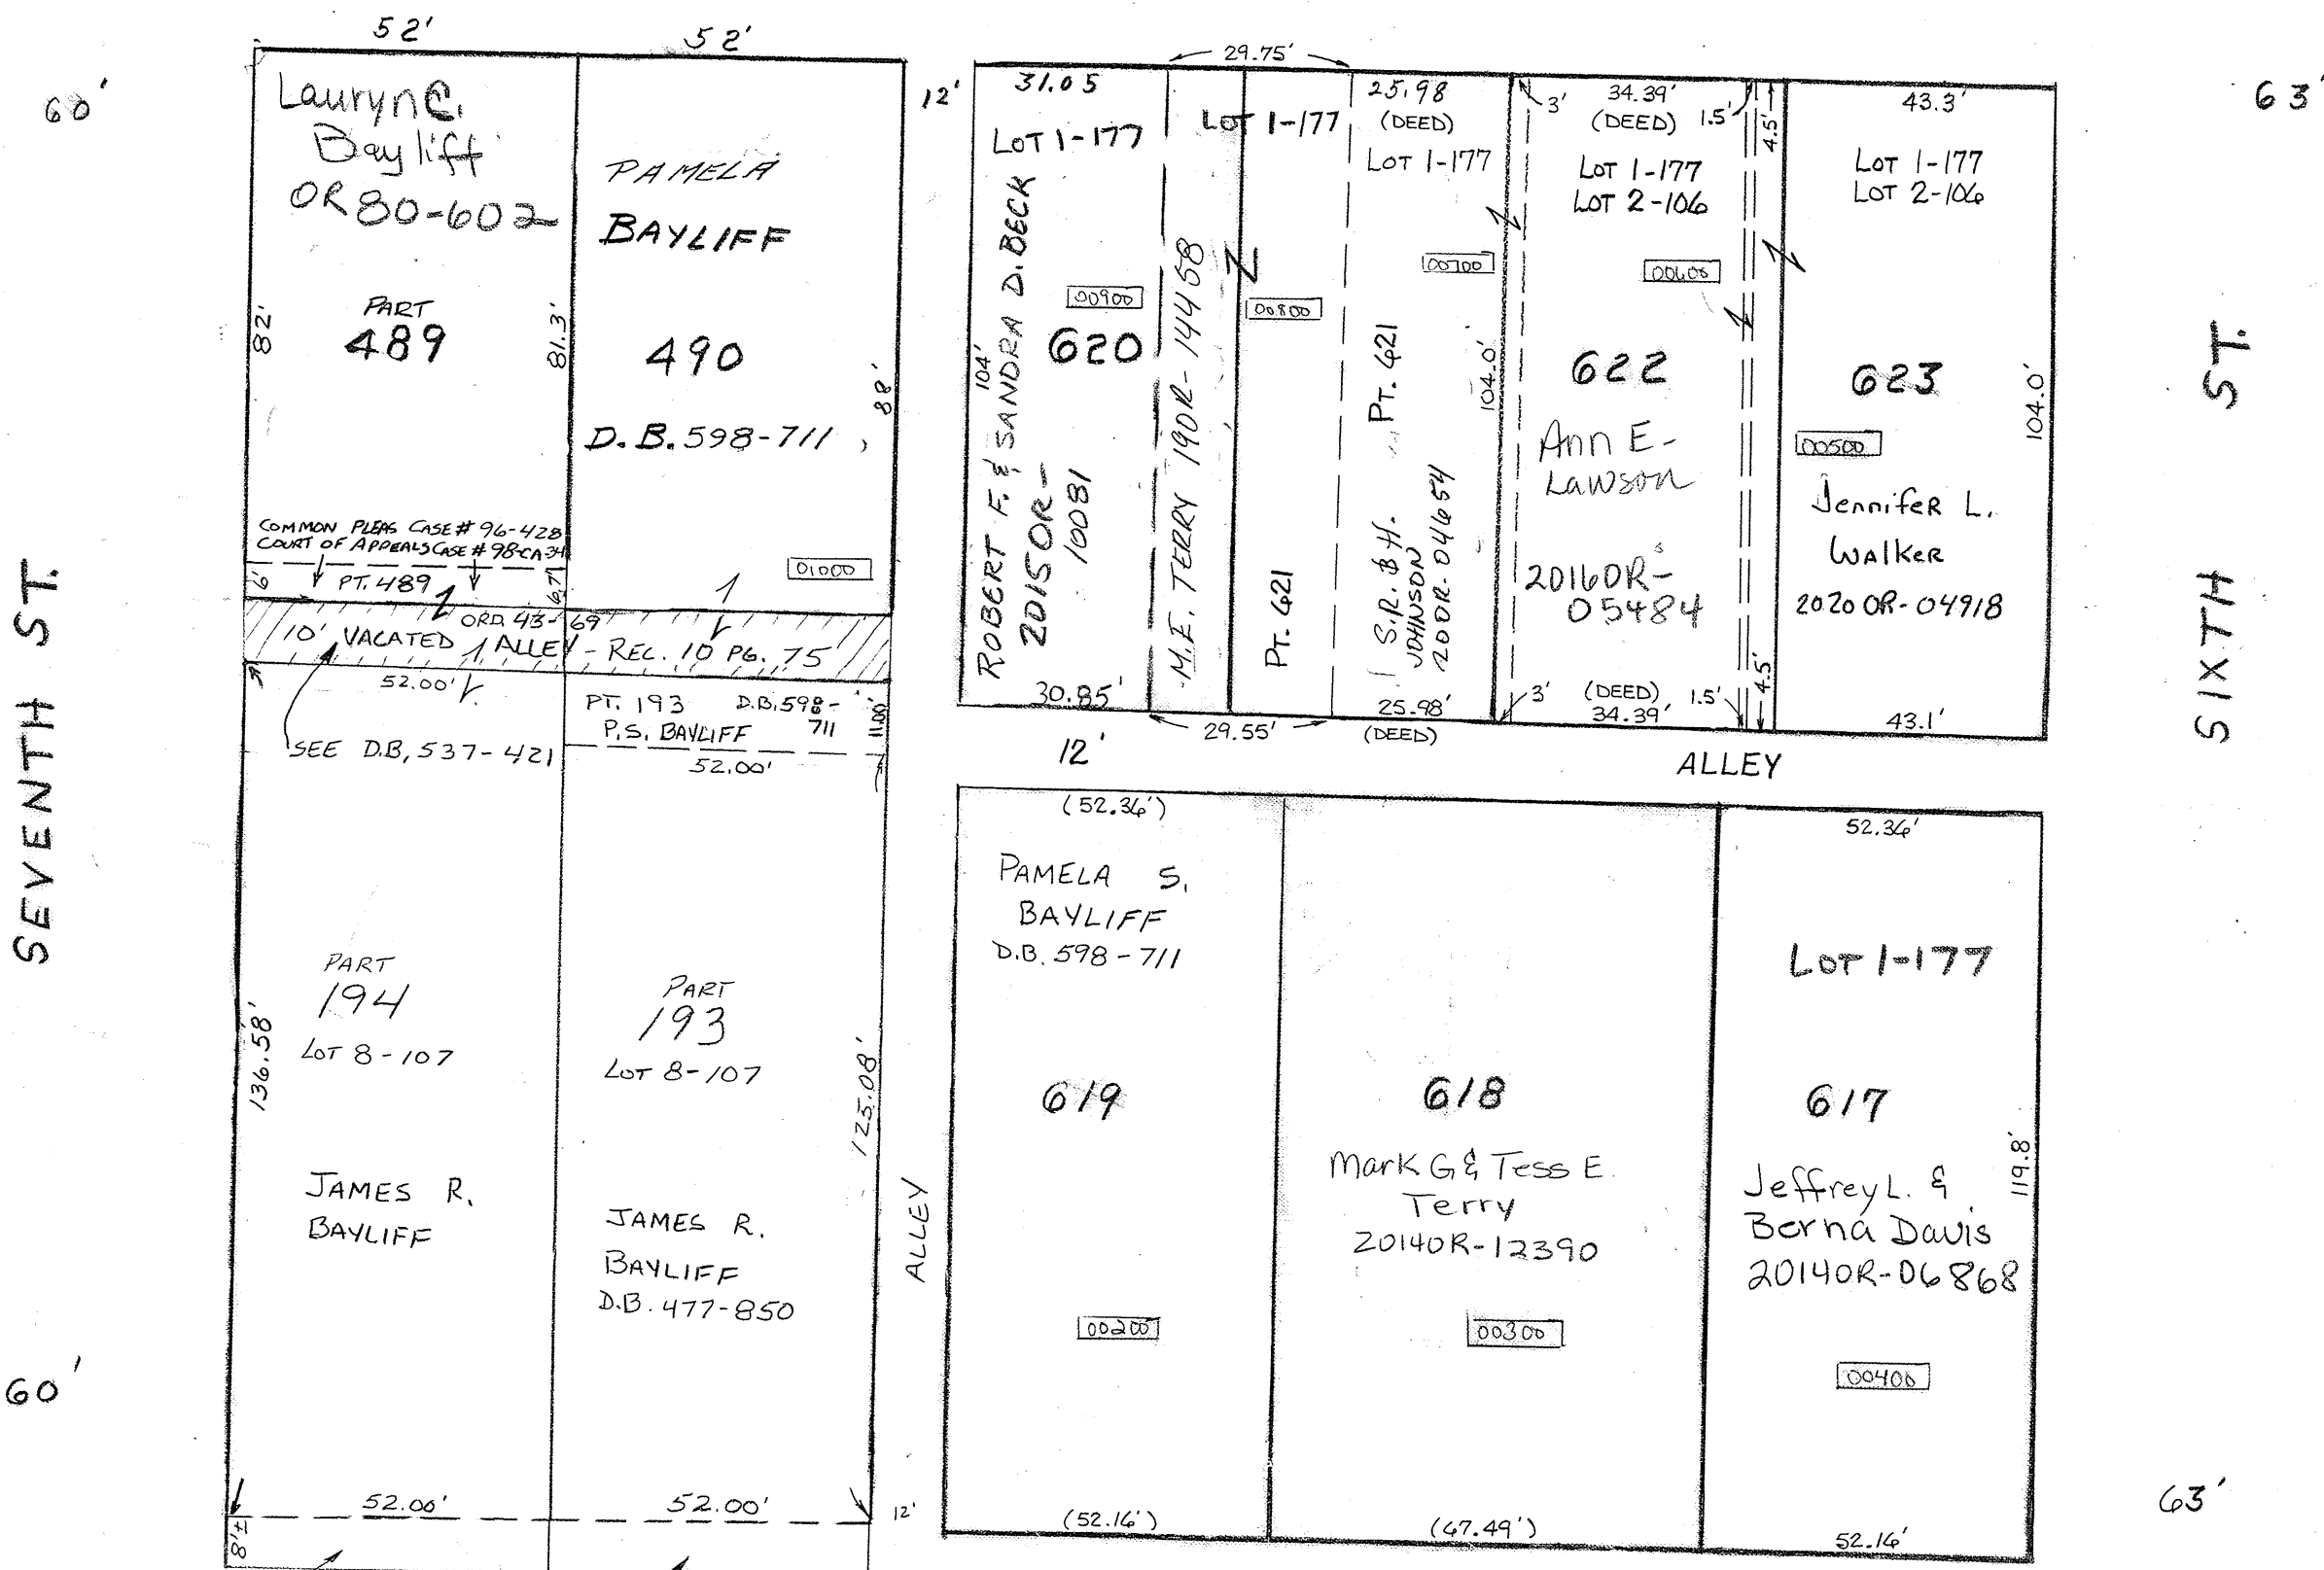 60'
52'
52'
Lauryn C.
Bayliff
OR 80-602
PART
489
82'
81.3'
COMMON PLEAS CASE# 96-428
COURT OF APPEALS CASE # 98-CA-34
6'
PT. 489
6.7'
PAMELA
BAYLIFF
490
D.B. 598-711
88'
01000
ORD. 43-69
10' VACATED ALLEY - REC. 10 PG. 75
52.00'
SEE D.B, 537-421
PT. 193 D.B. 598-
P.S. BAYLIFF 711
11.00'
52.00'
SEVENTH ST.
PART
194
LOT 8-107
136.58'
JAMES R.
BAYLIFF
52.00'
8'±
60'
PART
193
LOT 8-107
125.08'
JAMES R.
BAYLIFF
D.B. 477-850
52.00'
12'
ALLEY
12'
31.05
LOT 1-177
ROBERT F. & SANDRA D. BECK
2015OR-
10081
104'
00900
620
30.85'
29.75'
LOT 1-177
M.E. TERRY 190R-14458
00800
PT. 621
29.55'
25.98
(DEED)
LOT 1-177
00700
PT. 621
S.R. & H.
JOHNSON
200R-04654
104.0'
25.98'
(DEED)
3'
34.39'
(DEED)
1.5'
4.5'
LOT 1-177
LOT 2-106
00600
622
Ann E-
Lawson
2016OR-
05484
3'
(DEED)
34.39'
1.5'
4.5'
43.3'
LOT 1-177
LOT 2-106
623
104.0'
00500
Jennifer L.
Walker
2020 OR-04918
43.1'
63'
SIXTH ST.
12'
ALLEY
(52.36')
PAMELA S.
BAYLIFF
D.B. 598-711
619
00200
(52.16')
618
Mark G & Tess E.
Terry
2014OR-12390
00300
(67.49')
52.36'
LOT 1-177
617
119.8'
Jeffrey L. &
Berna Davis
2014OR-06868
00400
52.16'
63'